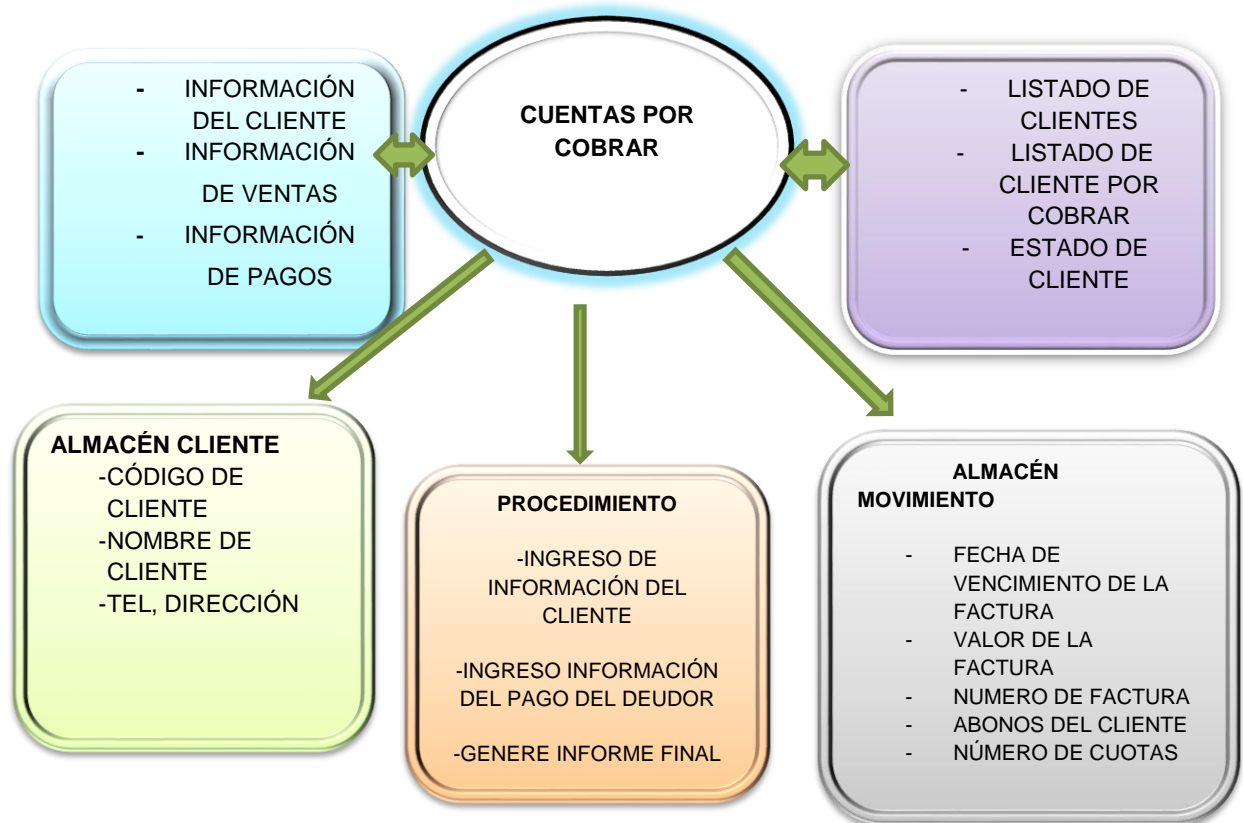 - INFORMACIÓN
DEL CLIENTE
- INFORMACIÓN
DE VENTAS
- INFORMACIÓN
DE PAGOS
CUENTAS POR
COBRAR
- LISTADO DE
CLIENTES
- LISTADO DE
CLIENTE POR
COBRAR
- ESTADO DE
CLIENTE
ALMACÉN CLIENTE
-CÓDIGO DE
CLIENTE
-NOMBRE DE
CLIENTE
-TEL, DIRECCIÓN
PROCEDIMIENTO
-INGRESO DE
INFORMACIÓN DEL
CLIENTE
-INGRESO INFORMACIÓN
DEL PAGO DEL DEUDOR
-GENERE INFORME FINAL
ALMACÉN
MOVIMIENTO
- FECHA DE
VENCIMIENTO DE LA
FACTURA
- VALOR DE LA
FACTURA
- NUMERO DE FACTURA
- ABONOS DEL CLIENTE
- NÚMERO DE CUOTAS